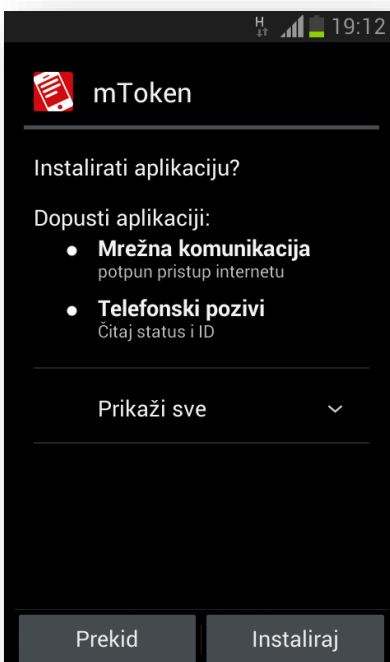 H 19:12
mToken
Instalirati aplikaciju?
Dopusti aplikaciji:
• Mrežna komunikacija
potpun pristup internetu
• Telefonski pozivi
Čitaj status i ID
Prikaži sve
Prekid Instaliraj